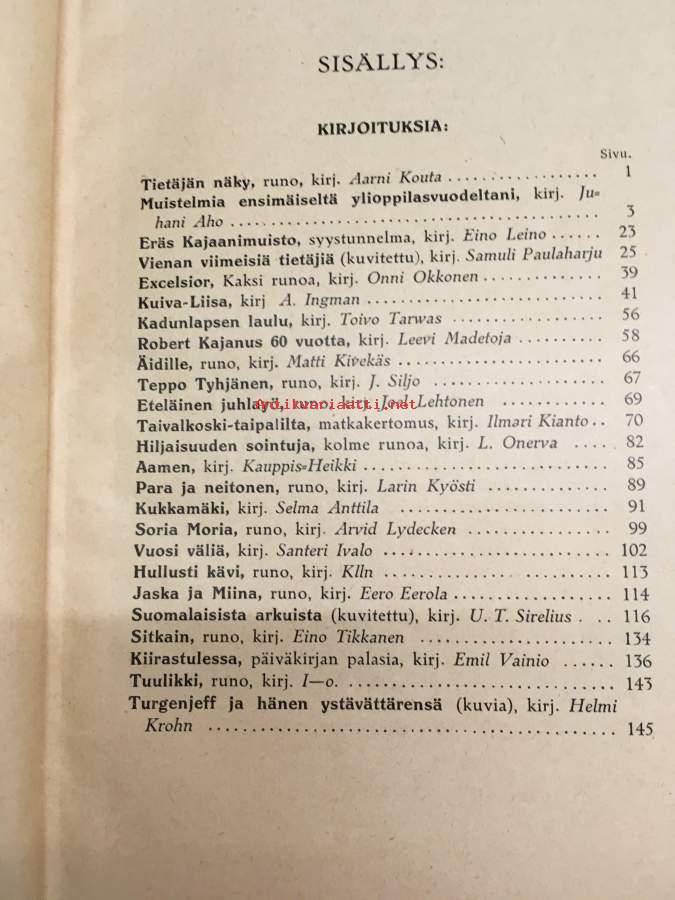 SISÄLLYS:
KIRJOITUKSIA:
Sivu.
Tietäjän näky, runo, kirj. Aarni Kouta . . . . . . . . . . . . . . . . . . 1
Muistelmia ensimäiseltä ylioppilasvuodeltani, kirj. Ju-
hani Aho . . . . . . . . . . . . . . . . . . . . . . . . . . . . . . . . . . . . . . . . . 3
Eräs Kajaanimuisto, syystunnelma, kirj. Eino Leino . . . . . . 23
Vienan viimeisiä tietäjiä (kuvitettu), kirj. Samuli Paulaharju 25
Excelsior, Kaksi runoa, kirj. Onni Okkonen . . . . . . . . . . . . . 39
Kuiva-Liisa, kirj A. Ingman . . . . . . . . . . . . . . . . . . . . . . . . . . 41
Kadunlapsen laulu, kirj. Toivo Tarwas . . . . . . . . . . . . . . . . 56
Robert Kajanus 60 vuotta, kirj. Leevi Madetoja . . . . . . . . . . 58
Äidille, runo, kirj. Matti Kivekäs . . . . . . . . . . . . . . . . . . . . . . 66
Teppo Tyhjänen, runo, kirj. J. Siljo . . . . . . . . . . . . . . . . . . . 67
Eteläinen juhlayö, runo, kirj. Joel Lehtonen . . . . . . . . . . . . 69
antikvariaatti.net
Taivalkoski-taipalilta, matkakertomus, kirj. Ilmari Kianto . . 70
Hiljaisuuden sointuja, kolme runoa, kirj. L. Onerva . . . . 82
Aamen, kirj. Kauppis-Heikki . . . . . . . . . . . . . . . . . . . . . . . . . . 85
Para ja neitonen, runo, kirj. Larin Kyösti . . . . . . . . . . . . . . . 89
Kukkamäki, kirj. Selma Anttila . . . . . . . . . . . . . . . . . . . . . . . 91
Soria Moria, runo, kirj. Arvid Lydecken . . . . . . . . . . . . . . . . 99
Vuosi väliä, kirj. Santeri Ivalo . . . . . . . . . . . . . . . . . . . . . . . . 102
Hullusti kävi, runo, kirj. Klln . . . . . . . . . . . . . . . . . . . . . . . . 113
Jaska ja Miina, runo, kirj. Eero Eerola . . . . . . . . . . . . . . . . . 114
Suomalaisista arkuista (kuvitettu), kirj. U. T. Sirelius . . . 116
Sitkain, runo, kirj. Eino Tikkanen . . . . . . . . . . . . . . . . . . . . 134
Kiirastulessa, päiväkirjan palasia, kirj. Emil Vainio . . . . . . 136
Tuulikki, runo, kirj. I—o. . . . . . . . . . . . . . . . . . . . . . . . . . . . . 143
Turgenjeff ja hänen ystävättärensä (kuvia), kirj. Helmi
Krohn . . . . . . . . . . . . . . . . . . . . . . . . . . . . . . . . . . . . . . . . . . . 145